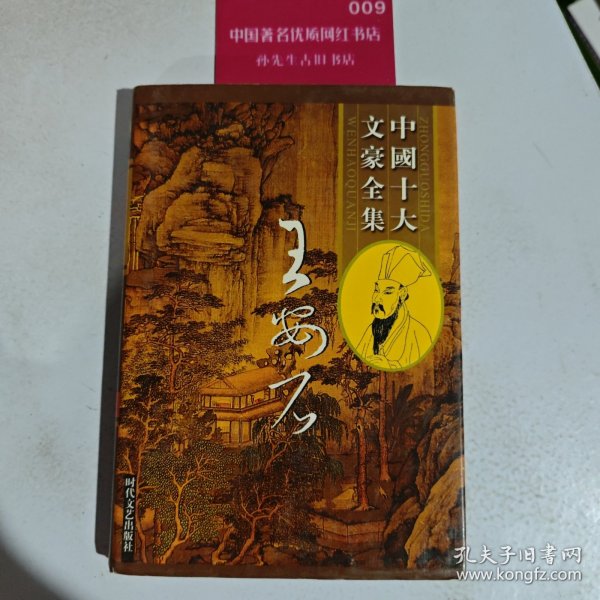 009
中国著名优质网红书店
孙先生古旧书店
中國十大
文豪全集
ZHONGGUOSHIDA
WENHAOQUANJI
王安石
时代文艺出版社
孔夫子旧书网
www.kongfz.com